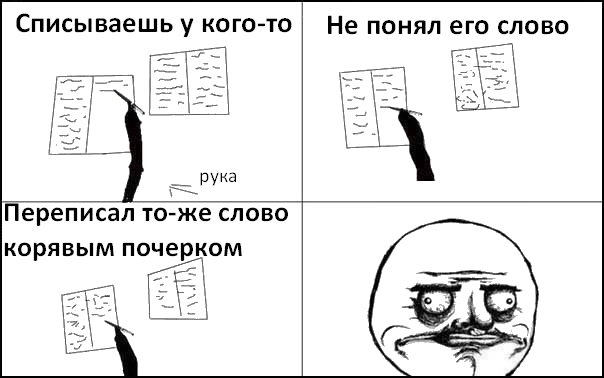 Списываешь у кого-то
Не понял его слово
рука
Переписал то-же слово
корявым почерком